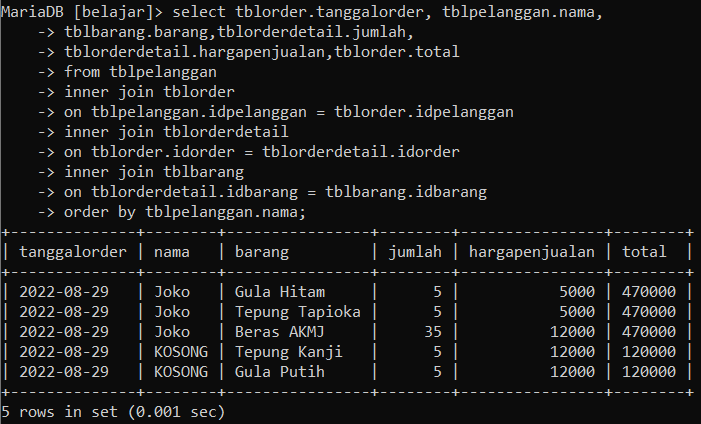 MariaDB [belajar]> select tblorder.tanggalorder, tblpelanggan.nama,
    -> tblbarang.barang,tblorderdetail.jumlah,
    -> tblorderdetail.hargapenjualan,tblorder.total
    -> from tblpelanggan
    -> inner join tblorder
    -> on tblpelanggan.idpelanggan = tblorder.idpelanggan
    -> inner join tblorderdetail
    -> on tblorder.idorder = tblorderdetail.idorder
    -> inner join tblbarang
    -> on tblorderdetail.idbarang = tblbarang.idbarang
    -> order by tblpelanggan.nama;
+--------------+--------+----------------+--------+----------------+--------+
| tanggalorder | nama   | barang         | jumlah | hargapenjualan | total  |
+--------------+--------+----------------+--------+----------------+--------+
| 2022-08-29   | Joko   | Gula Hitam     |      5 |           5000 | 470000 |
| 2022-08-29   | Joko   | Tepung Tapioka |      5 |           5000 | 470000 |
| 2022-08-29   | Joko   | Beras AKMJ     |     35 |          12000 | 470000 |
| 2022-08-29   | KOSONG | Tepung Kanji   |      5 |          12000 | 120000 |
| 2022-08-29   | KOSONG | Gula Putih     |      5 |          12000 | 120000 |
+--------------+--------+----------------+--------+----------------+--------+
5 rows in set (0.001 sec)